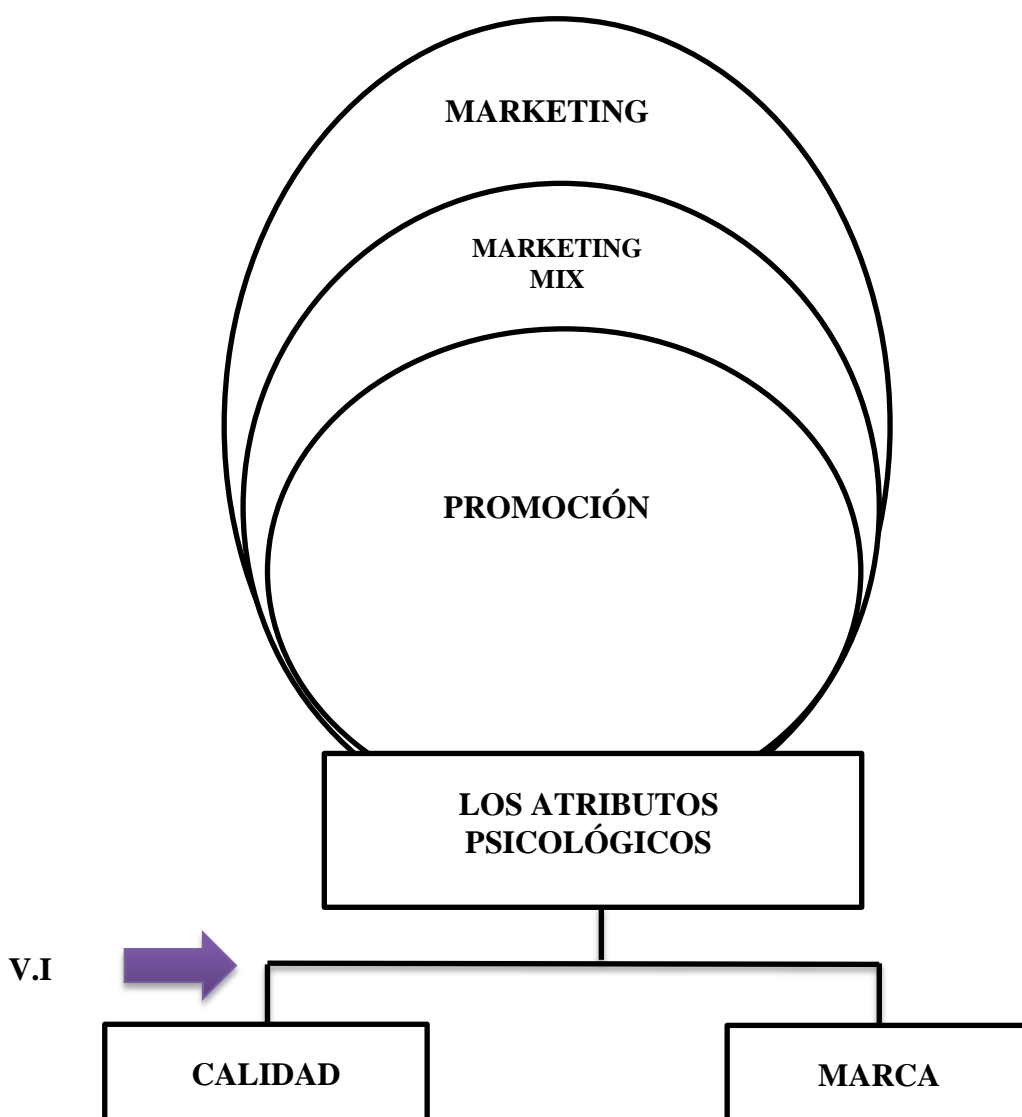 MARKETING
MARKETING
MIX
PROMOCIÓN
LOS ATRIBUTOS
PSICOLÓGICOS
V.I
CALIDAD
MARCA